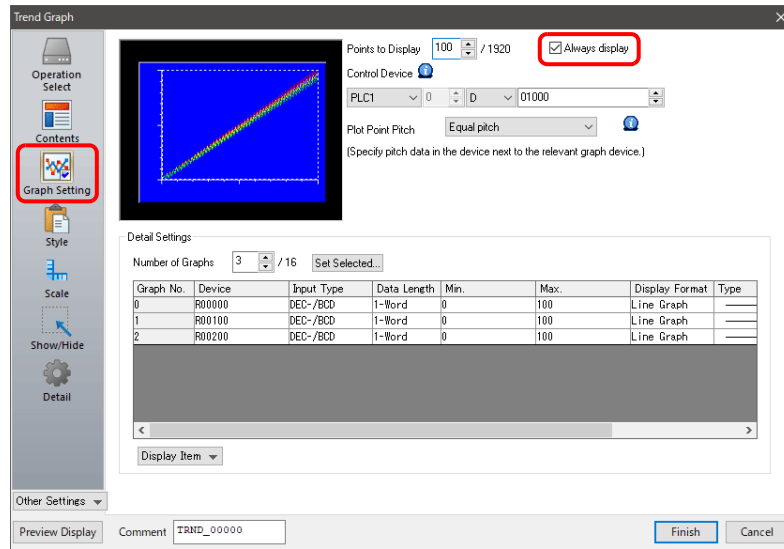 Trend Graph
Operation
Select
Contents
Graph Setting
Style
Scale
Show/Hide
Detail
Other Settings
Points to Display 100 / 1920 Always display
Control Device
PLC1 0 D 01000
Plot Point Pitch Equal pitch
(Specify pitch data in the device next to the relevant graph device.)
Detail Settings
Number of Graphs 3 / 16 Set Selected...
Graph No. Device Input Type Data Length Min. Max. Display Format Type
0 R00000 DEC-/BCD 1-Word 0 100 Line Graph
1 R00100 DEC-/BCD 1-Word 0 100 Line Graph
2 R00200 DEC-/BCD 1-Word 0 100 Line Graph
Display Item
Preview Display Comment TRND_00000 Finish Cancel